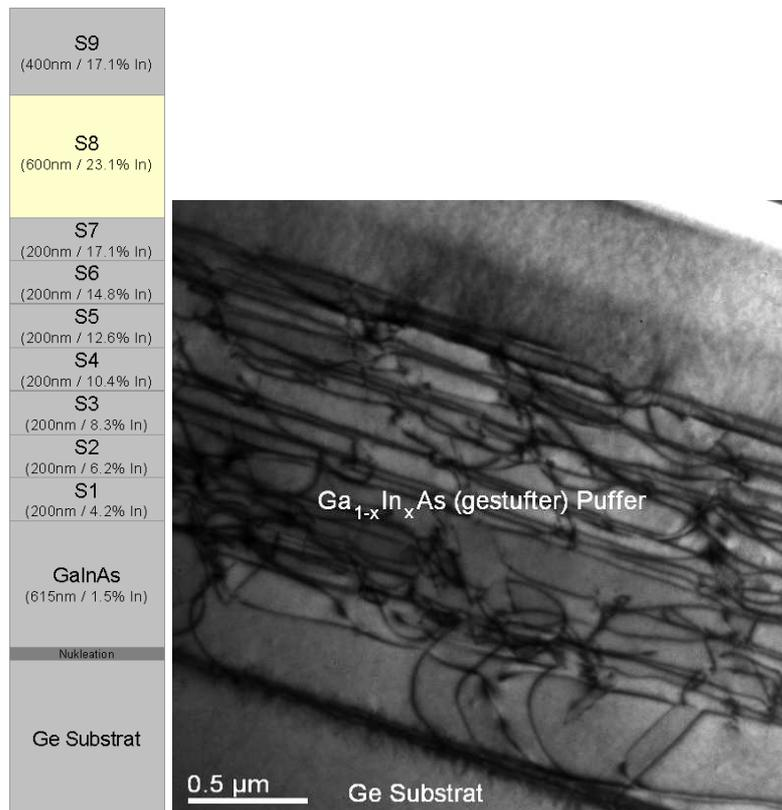 S9
(400nm / 17.1% In)
S8
(600nm / 23.1% In)
S7
(200nm / 17.1% In)
S6
(200nm / 14.8% In)
S5
(200nm / 12.6% In)
S4
(200nm / 10.4% In)
S3
(200nm / 8.3% In)
S2
(200nm / 6.2% In)
S1
(200nm / 4.2% In)
GaInAs
(615nm / 1.5% In)
Nukleation
Ge Substrat
Ga1-xInxAs (gestufter) Puffer
0.5 µm
Ge Substrat